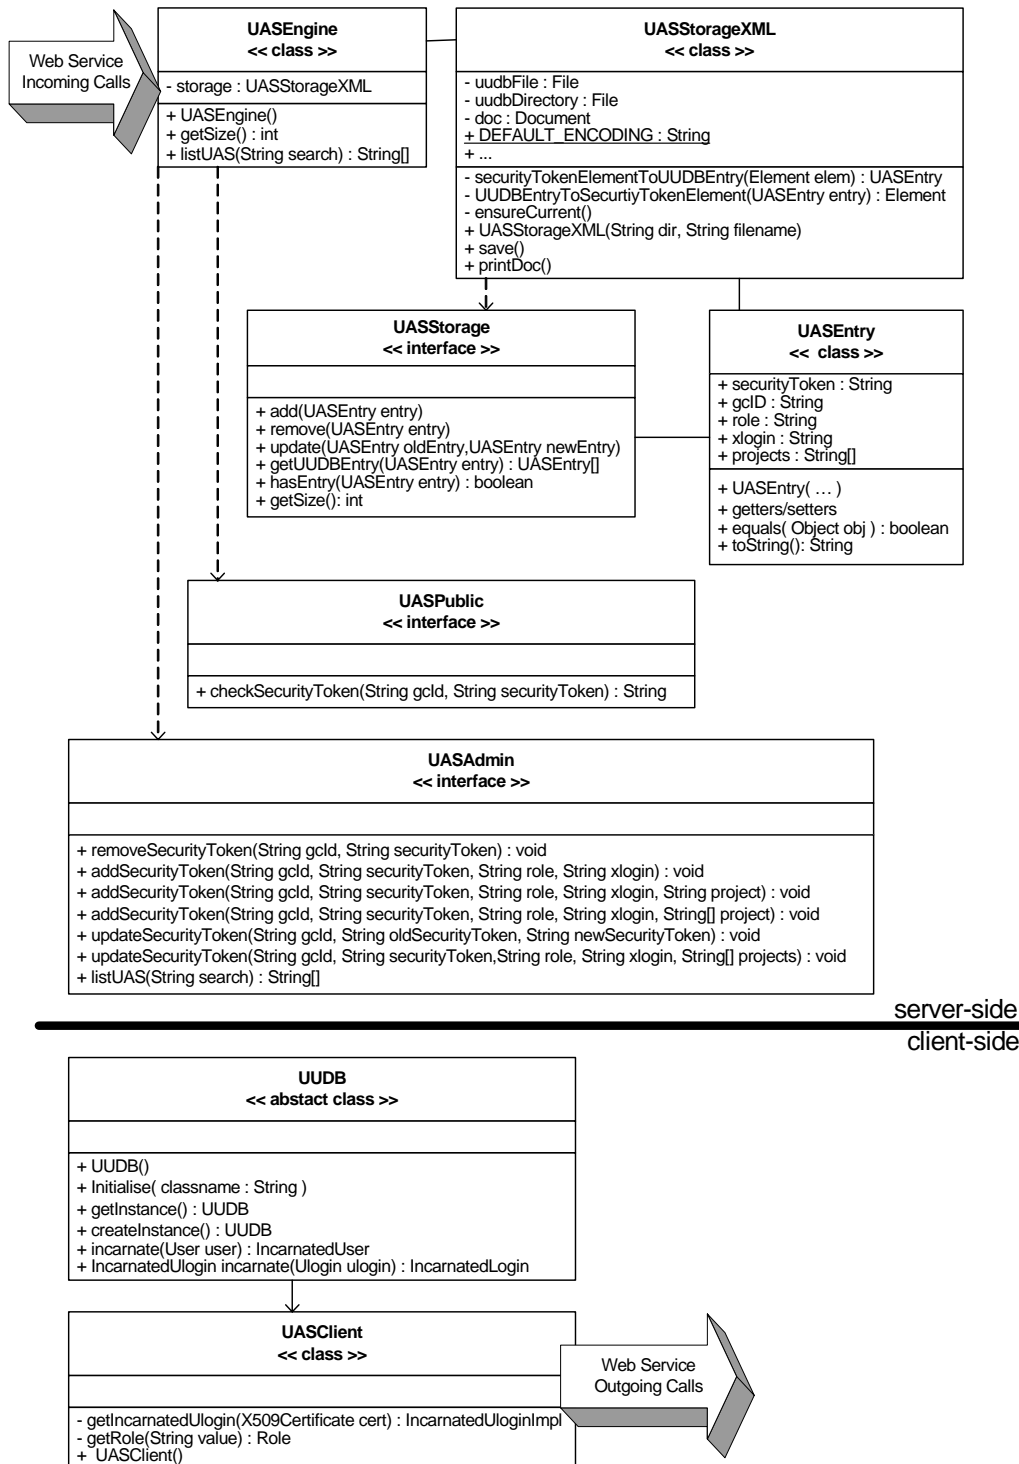 Web Service
Incoming Calls
UASEngine
<< class >>
- storage : UASStorageXML
+ UASEngine()
+ getSize() : int
+ listUAS(String search) : String[]
UASStorageXML
<< class >>
- uudbFile : File
- uudbDirectory : File
- doc : Document
+ DEFAULT_ENCODING : String
+ ...
- securityTokenElementToUUDBEntry(Element elem) : UASEntry
- UUDBEntryToSecurtiyTokenElement(UASEntry entry) : Element
- ensureCurrent()
+ UASStorageXML(String dir, String filename)
+ save()
+ printDoc()
UASStorage
<< interface >>
+ add(UASEntry entry)
+ remove(UASEntry entry)
+ update(UASEntry oldEntry,UASEntry newEntry)
+ getUUDBEntry(UASEntry entry) : UASEntry[]
+ hasEntry(UASEntry entry) : boolean
+ getSize(): int
UASEntry
<< class >>
+ securityToken : String
+ gcID : String
+ role : String
+ xlogin : String
+ projects : String[]
+ UASEntry( ... )
+ getters/setters
+ equals( Object obj ) : boolean
+ toString(): String
UASPublic
<< interface >>
+ checkSecurityToken(String gcId, String securityToken) : String
UASAdmin
<< interface >>
+ removeSecurityToken(String gcId, String securityToken) : void
+ addSecurityToken(String gcId, String securityToken, String role, String xlogin) : void
+ addSecurityToken(String gcId, String securityToken, String role, String xlogin, String project) : void
+ addSecurityToken(String gcId, String securityToken, String role, String xlogin, String[] project) : void
+ updateSecurityToken(String gcId, String oldSecurityToken, String newSecurityToken) : void
+ updateSecurityToken(String gcId, String securityToken,String role, String xlogin, String[] projects) : void
+ listUAS(String search) : String[]
server-side
client-side
UUDB
<< abstact class >>
+ UUDB()
+ Initialise( classname : String )
+ getInstance() : UUDB
+ createInstance() : UUDB
+ incarnate(User user) : IncarnatedUser
+ IncarnatedUlogin incarnate(Ulogin ulogin) : IncarnatedLogin
UASClient
<< class >>
- getIncarnatedUlogin(X509Certificate cert) : IncarnatedUloginImpl
- getRole(String value) : Role
+ UASClient()
Web Service
Outgoing Calls